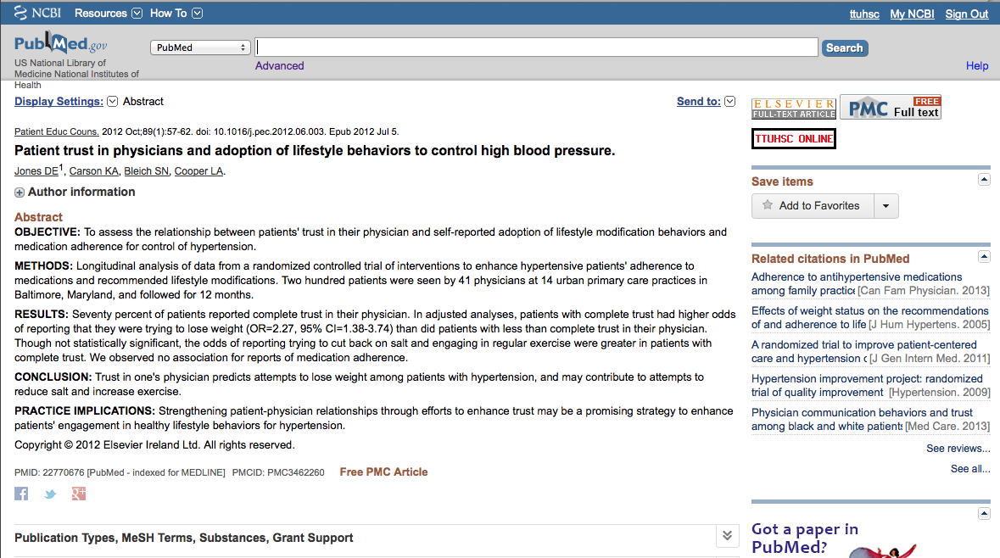 NCBI Resources How To ttuhsc My NCBI Sign Out
PubMed.gov
US National Library of
Medicine National Institutes of
Health
PubMed
Search
Advanced
Help
Display Settings: Abstract
Send to:
Patient Educ Couns. 2012 Oct;89(1):57-62. doi: 10.1016/j.pec.2012.06.003. Epub 2012 Jul 5.
Patient trust in physicians and adoption of lifestyle behaviors to control high blood pressure.
Jones DE1, Carson KA, Bleich SN, Cooper LA.
Author information
Abstract
OBJECTIVE: To assess the relationship between patients' trust in their physician and self-reported adoption of lifestyle modification behaviors and
medication adherence for control of hypertension.
METHODS: Longitudinal analysis of data from a randomized controlled trial of interventions to enhance hypertensive patients' adherence to
medications and recommended lifestyle modifications. Two hundred patients were seen by 41 physicians at 14 urban primary care practices in
Baltimore, Maryland, and followed for 12 months.
RESULTS: Seventy percent of patients reported complete trust in their physician. In adjusted analyses, patients with complete trust had higher odds
of reporting that they were trying to lose weight (OR=2.27, 95% CI=1.38-3.74) than did patients with less than complete trust in their physician.
Though not statistically significant, the odds of reporting trying to cut back on salt and engaging in regular exercise were greater in patients with
complete trust. We observed no association for reports of medication adherence.
CONCLUSION: Trust in one's physician predicts attempts to lose weight among patients with hypertension, and may contribute to attempts to
reduce salt and increase exercise.
PRACTICE IMPLICATIONS: Strengthening patient-physician relationships through efforts to enhance trust may be a promising strategy to enhance
patients' engagement in healthy lifestyle behaviors for hypertension.
Copyright © 2012 Elsevier Ireland Ltd. All rights reserved.
PMID: 22770676 [PubMed - indexed for MEDLINE] PMCID: PMC3462260 Free PMC Article
f
g+
Publication Types, MeSH Terms, Substances, Grant Support
ELSEVIER
FULL-TEXT ARTICLE
PMC FREE
Full text
TTUHSC ONLINE
Save items
Add to Favorites
Related citations in PubMed
Adherence to antihypertensive medications
among family practice [Can Fam Physician. 2013]
Effects of weight status on the recommendations
of and adherence to life [J Hum Hypertens. 2005]
A randomized trial to improve patient-centered
care and hypertension c [J Gen Intern Med. 2011]
Hypertension improvement project: randomized
trial of quality improvement [Hypertension. 2009]
Physician communication behaviors and trust
among black and white patients [Med Care. 2013]
See reviews...
See all...
Got a paper in
PubMed?